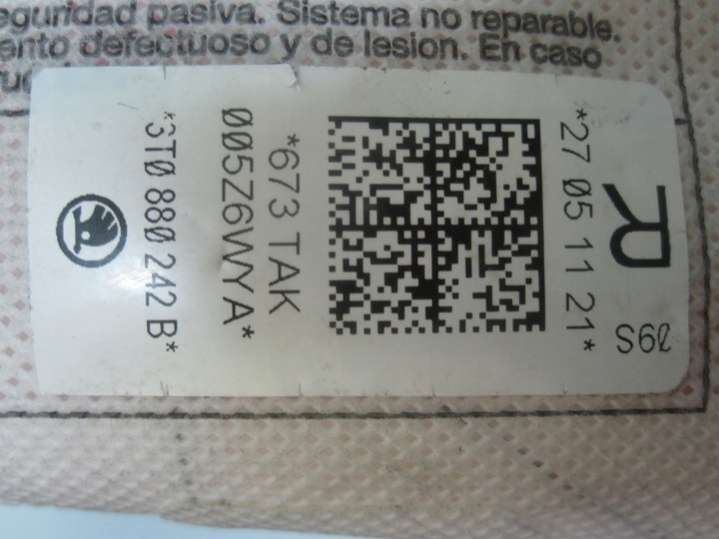 eguridad pasiva. Sistema no reparable.
ento defectuoso y de lesion. En caso
R
*27 05 11 21*
*673 TAK
005Z6WYA*
*3T0 880 242 B*